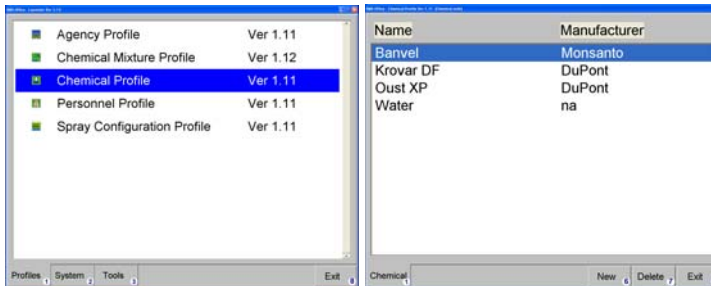 Agency Profile Ver 1.11
Chemical Mixture Profile Ver 1.12
Chemical Profile Ver 1.11
Personnel Profile Ver 1.11
Spray Configuration Profile Ver 1.11
Profiles 1 System 2 Tools 3 Exit 8
Name Manufacturer
Banvel Monsanto
Krovar DF DuPont
Oust XP DuPont
Water na
Chemical 1 New 6 Delete 7 Exit